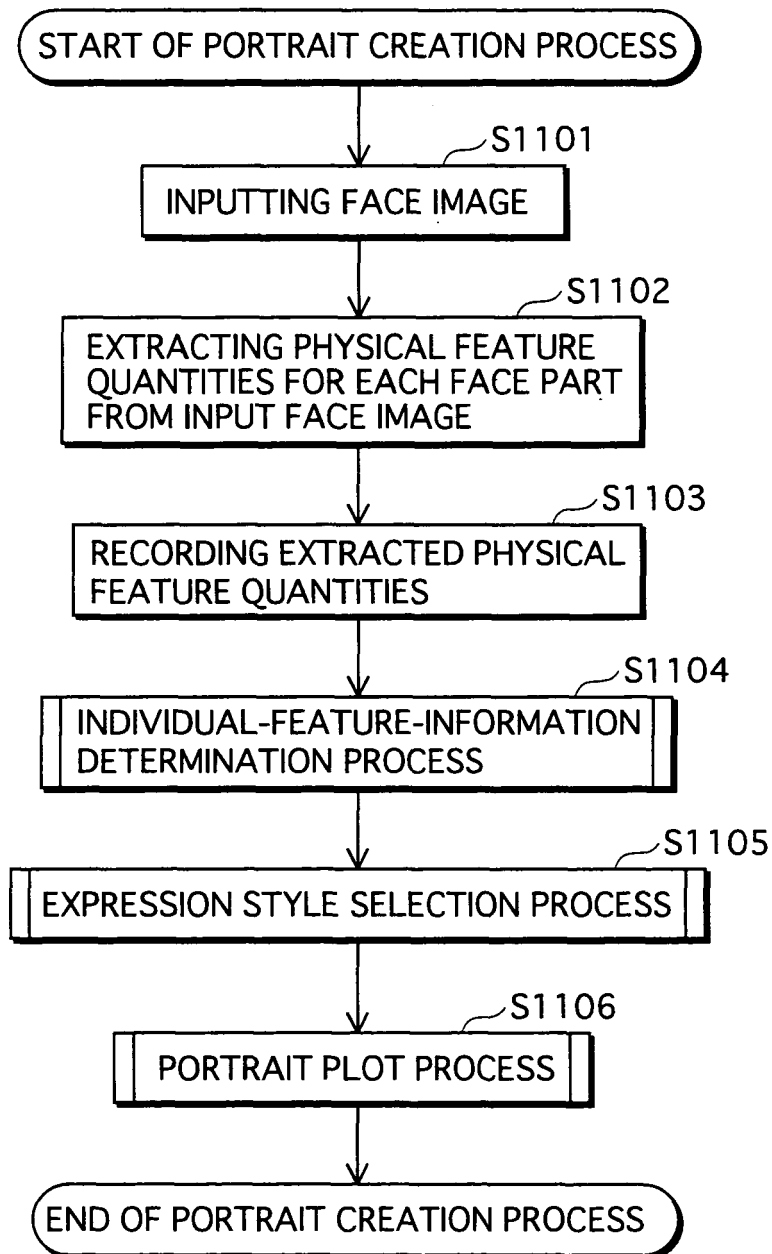 START OF PORTRAIT CREATION PROCESS
S1101
INPUTTING FACE IMAGE
S1102
EXTRACTING PHYSICAL FEATURE
QUANTITIES FOR EACH FACE PART
FROM INPUT FACE IMAGE
S1103
RECORDING EXTRACTED PHYSICAL
FEATURE QUANTITIES
S1104
INDIVIDUAL-FEATURE-INFORMATION
DETERMINATION PROCESS
S1105
EXPRESSION STYLE SELECTION PROCESS
S1106
PORTRAIT PLOT PROCESS
END OF PORTRAIT CREATION PROCESS